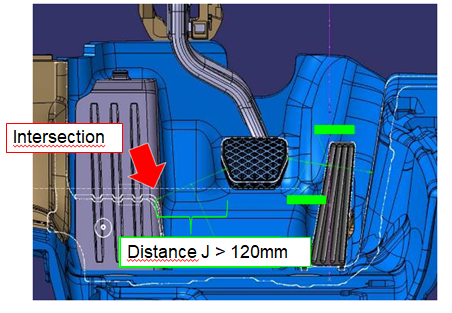 Intersection
Distance J > 120mm